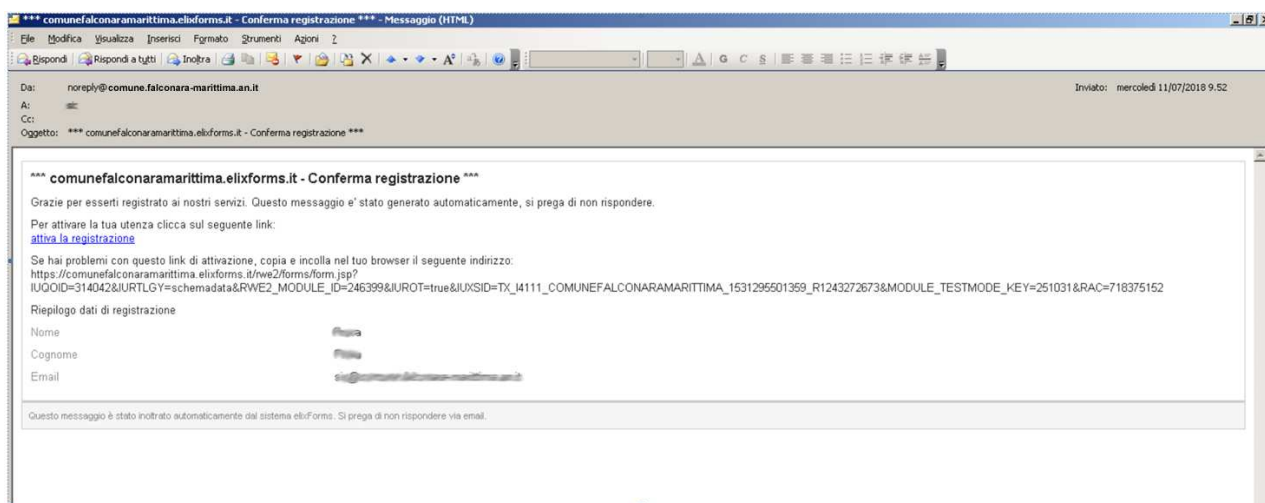 *** comunefalconaramarittima.elixforms.it - Conferma registrazione *** - Messaggio (HTML)
File Modifica Visualizza Inserisci Formato Strumenti Azioni ?
Rispondi Rispondi a tutti Inoltra G C S
Da: noreply@comune.falconara-marittima.an.it Inviato: mercoledì 11/07/2018 9.52
A:
Cc:
Oggetto: *** comunefalconaramarittima.elixforms.it - Conferma registrazione ***
*** comunefalconaramarittima.elixforms.it - Conferma registrazione ***
Grazie per esserti registrato ai nostri servizi. Questo messaggio e' stato generato automaticamente, si prega di non rispondere.
Per attivare la tua utenza clicca sul seguente link:
attiva la registrazione
Se hai problemi con questo link di attivazione, copia e incolla nel tuo browser il seguente indirizzo:
https://comunefalconaramarittima.elixforms.it/rwe2/forms/form.jsp?
IUQOID=314042&IURTLGY=schemadata&RWE2_MODULE_ID=246399&IUROT=true&IUXSID=TX_I4111_COMUNEFALCONARAMARITTIMA_1531295501359_R1243272673&MODULE_TESTMODE_KEY=251031&RAC=718375152
Riepilogo dati di registrazione
Nome
Cognome
Email
Questo messaggio è stato inoltrato automaticamente dal sistema elixForms. Si prega di non rispondere via email.